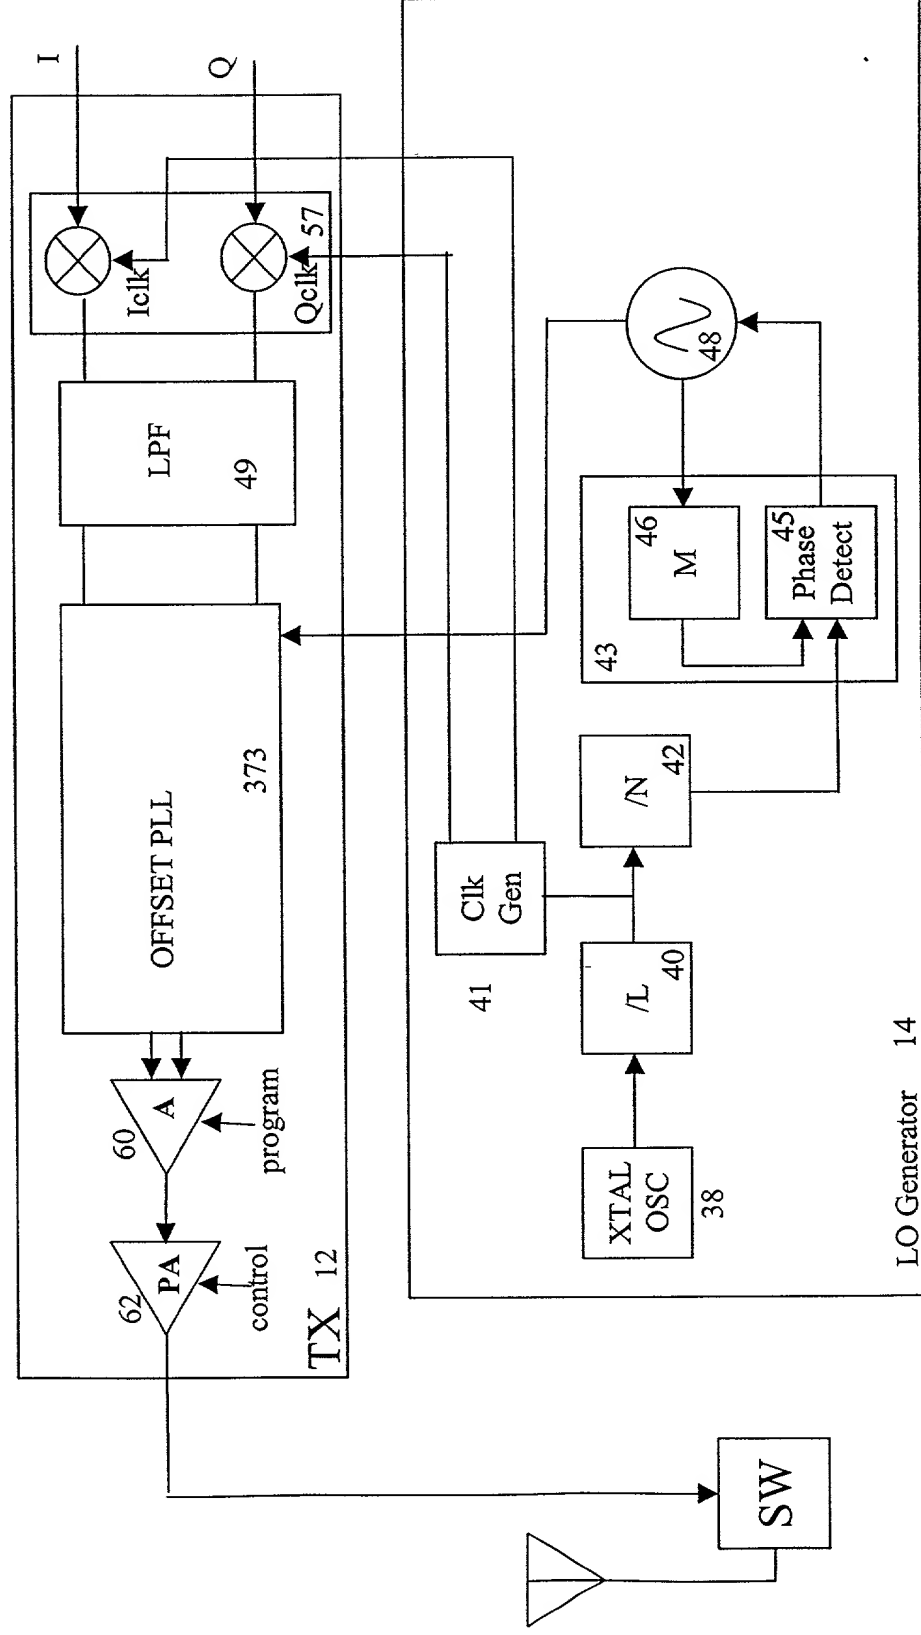 I
Q
Iclk
Qclk
57
LPF
49
OFFSET PLL
373
A
60
program
PA
62
control
TX 12
48
46
M
45
Phase
Detect
43
/N
42
Clk
Gen
41
/L
40
XTAL
OSC
38
LO Generator 14
SW